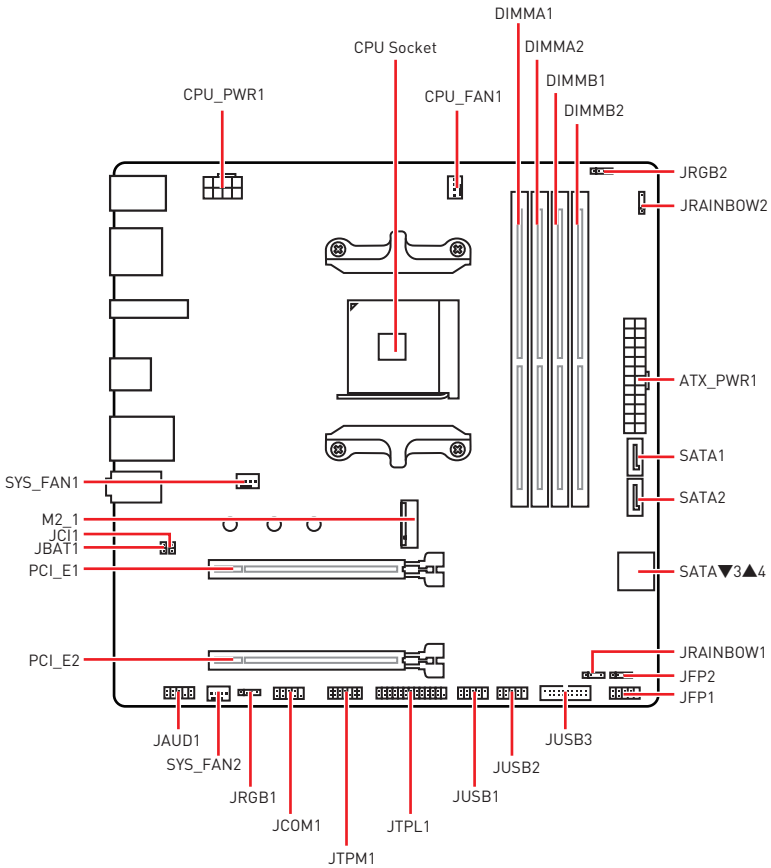 DIMMA1
CPU Socket
DIMMA2
DIMMB1
CPU_PWR1
CPU_FAN1
DIMMB2
JRGB2
JRAINBOW2
ATX_PWR1
SATA1
SYS_FAN1
SATA2
M2_1
JCI1
JBAT1
PCI_E1
SATA▼3▲4
JRAINBOW1
PCI_E2
JFP2
JFP1
JAUD1
JUSB3
SYS_FAN2
JUSB2
JRGB1
JUSB1
JCOM1
JTPL1
JTPM1